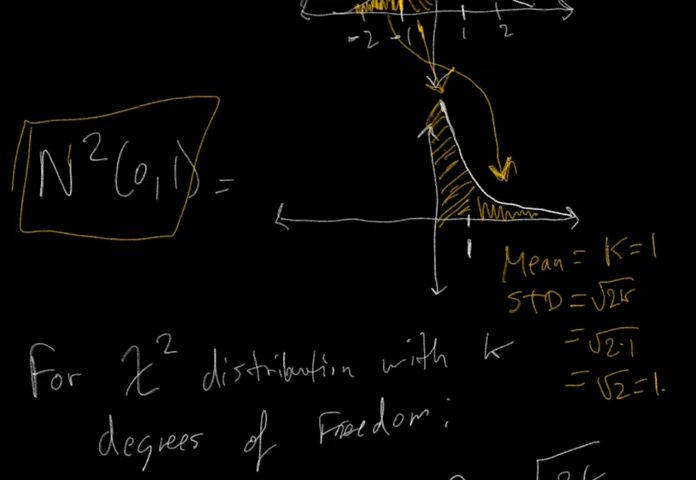 -2 -1 1 2
N²(0,1) =
1
Mean = K=1
STD = √2K
= √2·1
= √2 = 1.
For χ² distribution with k
degrees of Freedom:
√2K